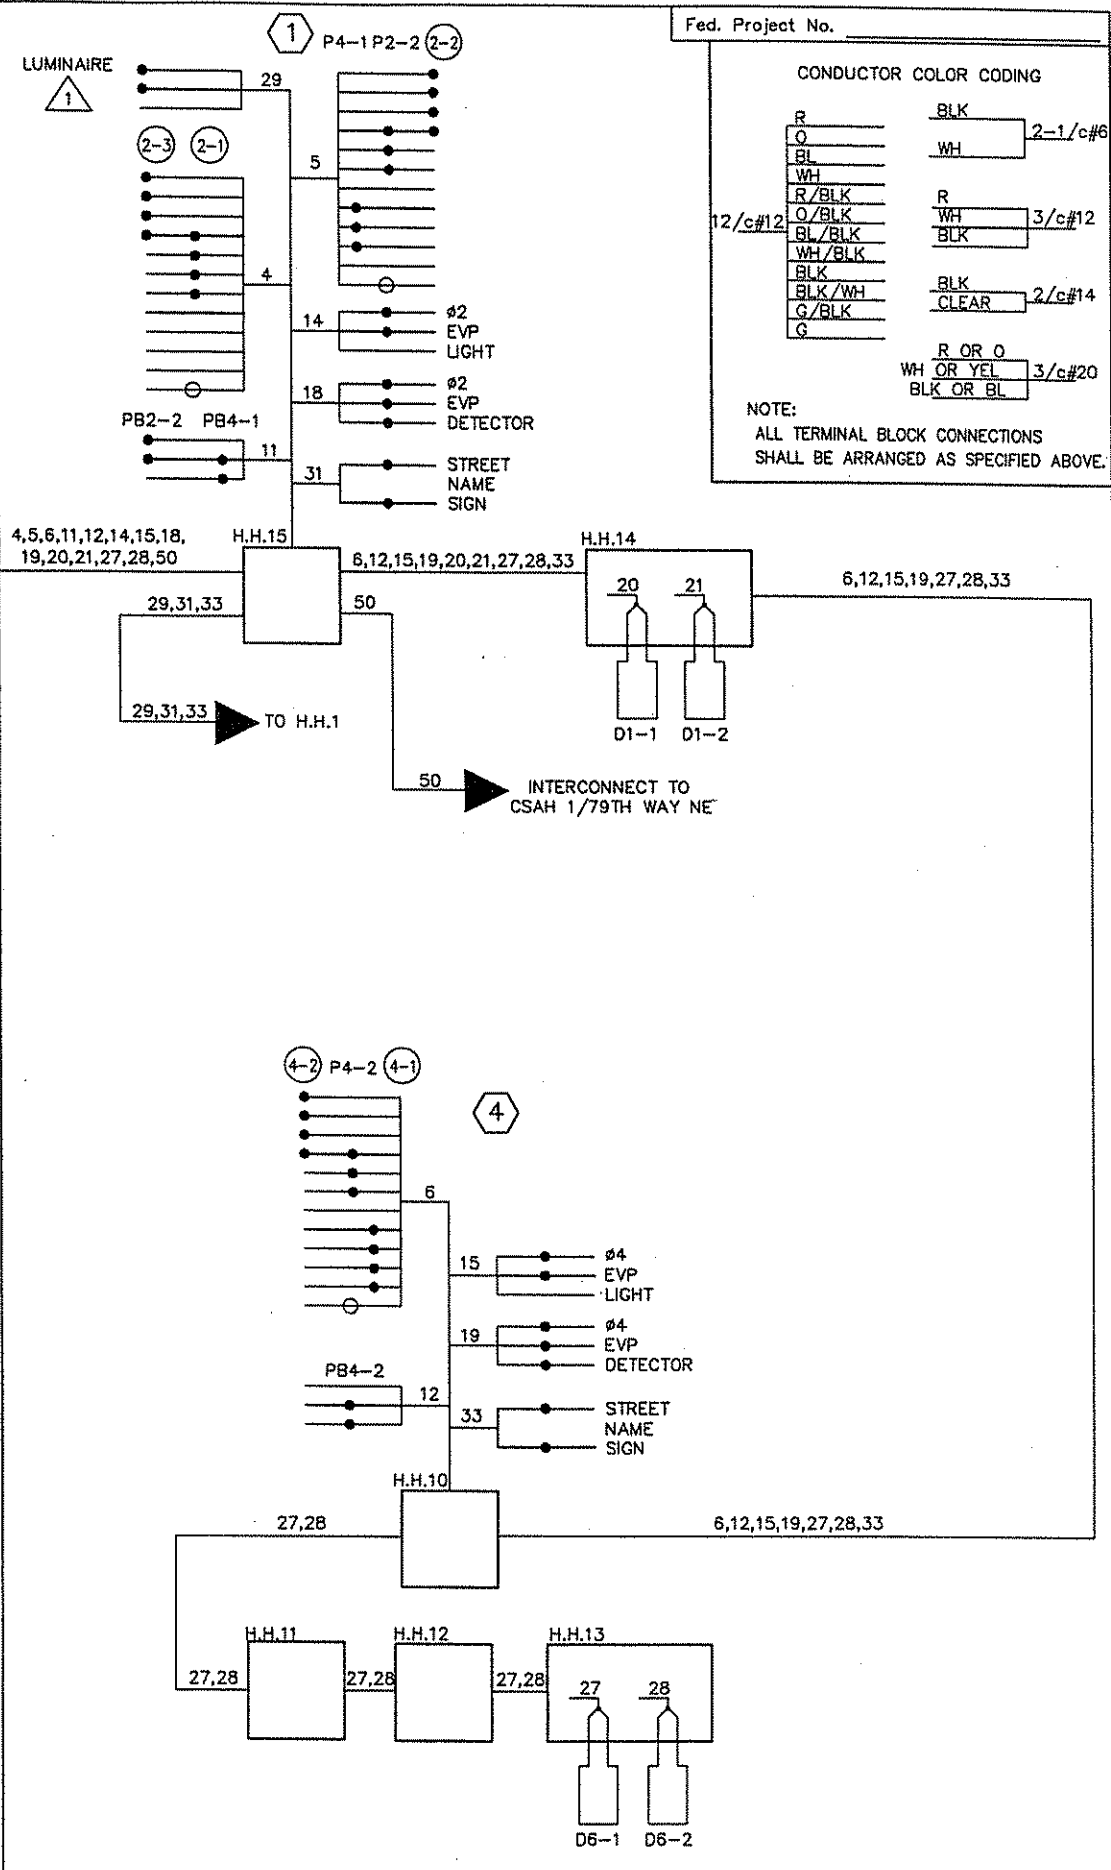 Fed. Project No.
1
P4-1 P2-2 2-2
LUMINAIRE
1
29
2-3 2-1
5
4
14
ø2
EVP
LIGHT
18
ø2
EVP
DETECTOR
PB2-2 PB4-1
11
31
STREET
NAME
SIGN
CONDUCTOR COLOR CODING
12/c#12
R
O
BL
WH
R/BLK
O/BLK
BL/BLK
WH/BLK
BLK
BLK/WH
G/BLK
G
BLK
WH
2-1/c#6
R
WH
BLK
3/c#12
BLK
CLEAR
2/c#14
R OR O
WH OR YEL
BLK OR BL
3/c#20
NOTE:
ALL TERMINAL BLOCK CONNECTIONS
SHALL BE ARRANGED AS SPECIFIED ABOVE.
4,5,6,11,12,14,15,18,
19,20,21,27,28,50
H.H.15
6,12,15,19,20,21,27,28,33
H.H.14
20 21
6,12,15,19,27,28,33
29,31,33
50
29,31,33
TO H.H.1
D1-1 D1-2
50
INTERCONNECT TO
CSAH 1/79TH WAY NE
4-2 P4-2 4-1
4
6
15
ø4
EVP
LIGHT
19
ø4
EVP
DETECTOR
PB4-2
12
33
STREET
NAME
SIGN
H.H.10
27,28
6,12,15,19,27,28,33
H.H.11
H.H.12
H.H.13
27,28
27,28
27,28
27 28
D6-1 D6-2